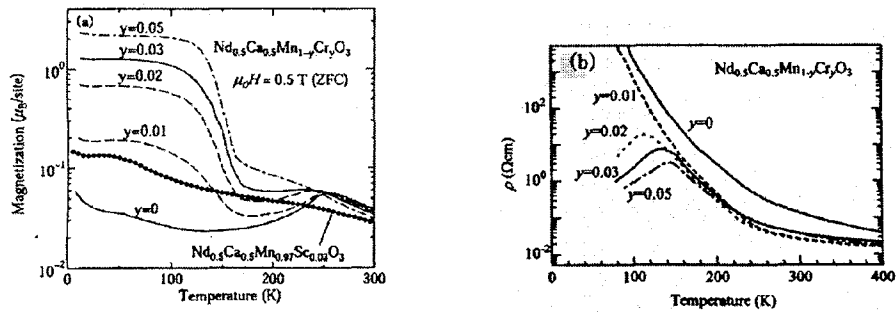 (a)
y=0.05
Nd0.5Ca0.5Mn1-yCryO3
y=0.03
μ0H = 0.5 T (ZFC)
y=0.02
y=0.01
y=0
Nd0.5Ca0.5Mn0.97Sc0.03O3
Magnetization [μB/site]
10^0
10^-1
10^-2
0
100
200
300
Temperature (K)
(b)
Nd0.5Ca0.5Mn1-yCryO3
y=0.01
y=0
y=0.02
y=0.03
y=0.05
ρ (Ωcm)
10^2
10^0
10^-2
0
100
200
300
400
Temperature (K)